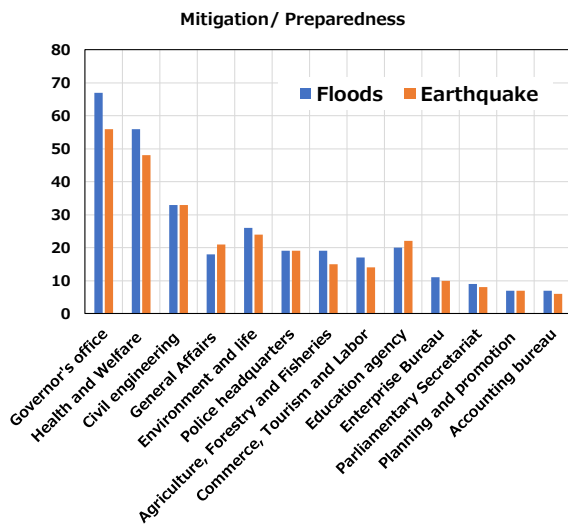 Mitigation/ Preparedness
80
70
60
50
40
30
20
10
0
Floods
Earthquake
Governor's office
Health and Welfare
Civil engineering
General Affairs
Environment and life
Police headquarters
Agriculture, Forestry and Fisheries
Commerce, Tourism and Labor
Education agency
Enterprise Bureau
Parliamentary Secretariat
Planning and promotion
Accounting bureau